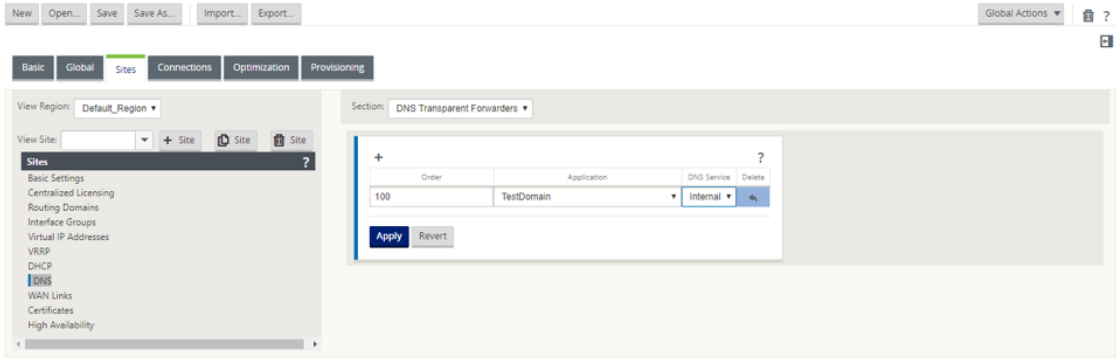 New Open... Save Save As... Import... Export... Global Actions ?
Basic Global Sites Connections Optimization Provisioning
View Region: Default_Region
Section: DNS Transparent Forwarders
View Site: + Site Site Site
Sites ?
Basic Settings
Centralized Licensing
Routing Domains
Interface Groups
Virtual IP Addresses
VRRP
DHCP
DNS
WAN Links
Certificates
High Availability
+ ?
Order Application DNS Service Delete
100 TestDomain Internal
Apply Revert